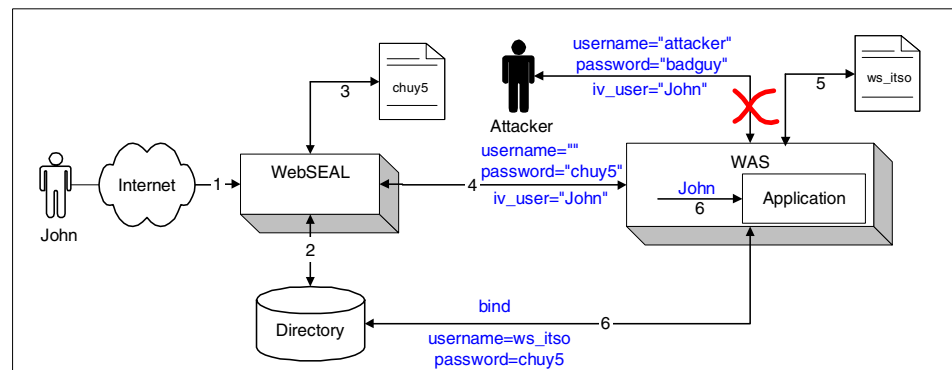 username="attacker"
password="badguy"
iv_user="John"
Attacker
chuy5
3
5
ws_itso
John
Internet
1
WebSEAL
username=""
password="chuy5"
4
iv_user="John"
WAS
John
6
Application
2
Directory
bind
6
username=ws_itso
password=chuy5